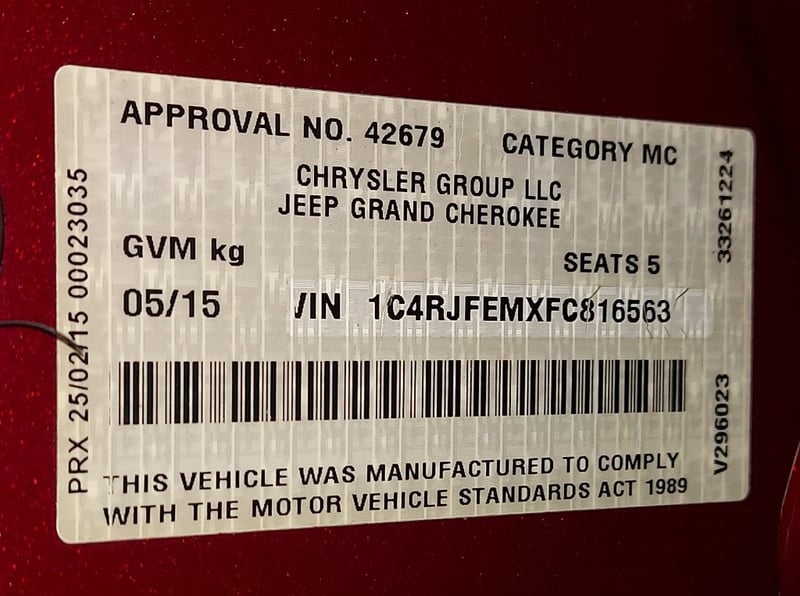 APPROVAL NO. 42679 CATEGORY MC
CHRYSLER GROUP LLC
JEEP GRAND CHEROKEE
GVM kg SEATS 5
05/15 VIN 1C4RJFEMXFC816563
THIS VEHICLE WAS MANUFACTURED TO COMPLY
WITH THE MOTOR VEHICLE STANDARDS ACT 1989
PRX 25/02/15 00023035
33261224
V296023